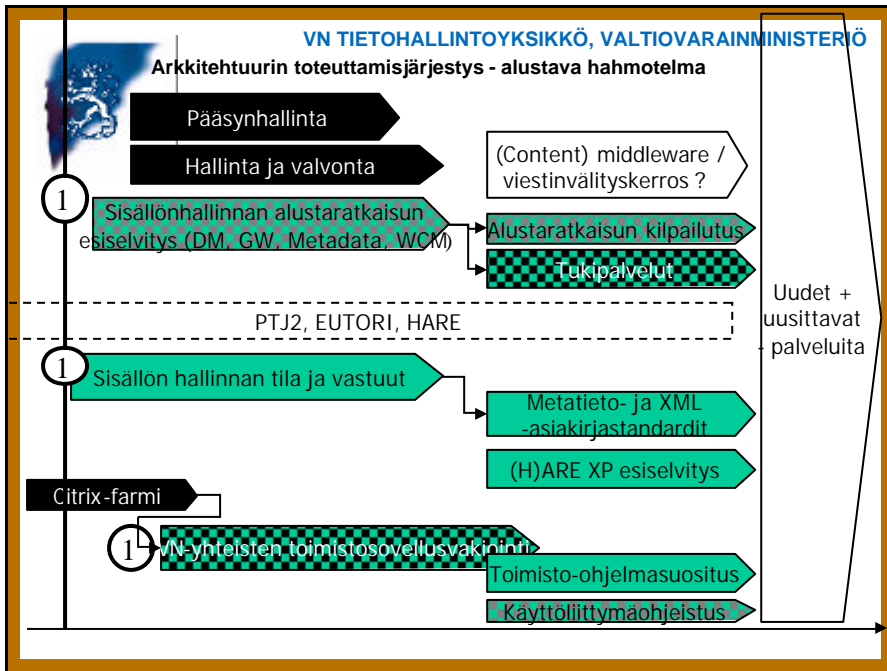 VN TIETOHALLINTOYKSIKKÖ, VALTIOVARAINMINISTERIÖ
Arkkitehtuurin toteuttamisjärjestys - alustava hahmotelma
Pääsynhallinta
Hallinta ja valvonta
(Content) middleware /
viestinvälityskerros ?
1
Sisällönhallinnan alustaratkaisun
esiselvitys (DM, GW, Metadata, WCM)
Alustaratkaisun kilpailutus
Tukipalvelut
Uudet +
uusittavat
- palveluita
PTJ2, EUTORI, HARE
1
Sisällön hallinnan tila ja vastuut
Metatieto- ja XML
-asiakirjastandardit
(H)ARE XP esiselvitys
Citrix-farmi
1
VN-yhteisten toimistosovellusvakiointi
Toimisto-ohjelmasuositus
Käyttöliittymäohjeistus